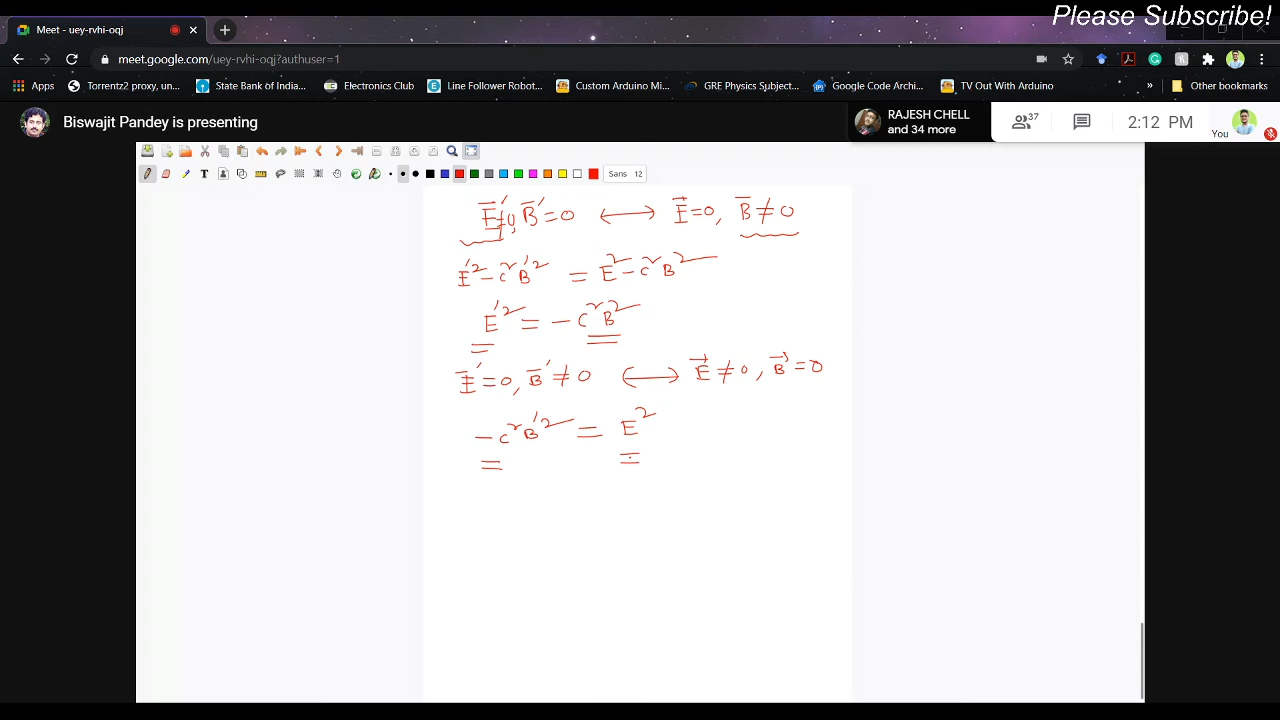 Please Subscribe!
Meet - uey-rvhi-oqj
meet.google.com/uey-rvhi-oqj?authuser=1
Apps Torrentz2 proxy, un... State Bank of India... Electronics Club Line Follower Robot... Custom Arduino Mi... GRE Physics Subject... Google Code Archi... TV Out With Arduino » Other bookmarks
Biswajit Pandey is presenting
RAJESH CHELL
and 34 more
37
2:12 PM
You
Sans 12
E⃗'≠0, B⃗'=0 ⟷ E⃗=0, B⃗≠0
E'² - c²B'² = E² - c²B²
E'² = - c²B²
E⃗'=0, B⃗'≠0 ⟷ E⃗≠0, B⃗=0
- c²B'² = E²